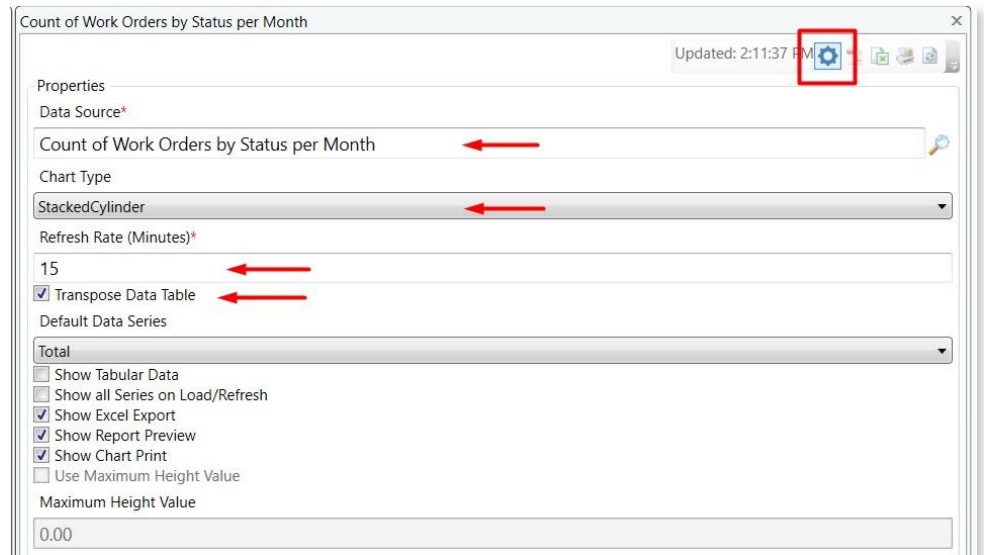 Count of Work Orders by Status per Month
Updated: 2:11:37 PM
Properties
Data Source*
Count of Work Orders by Status per Month
Chart Type
StackedCylinder
Refresh Rate (Minutes)*
15
Transpose Data Table
Default Data Series
Total
Show Tabular Data
Show all Series on Load/Refresh
Show Excel Export
Show Report Preview
Show Chart Print
Use Maximum Height Value
Maximum Height Value
0.00